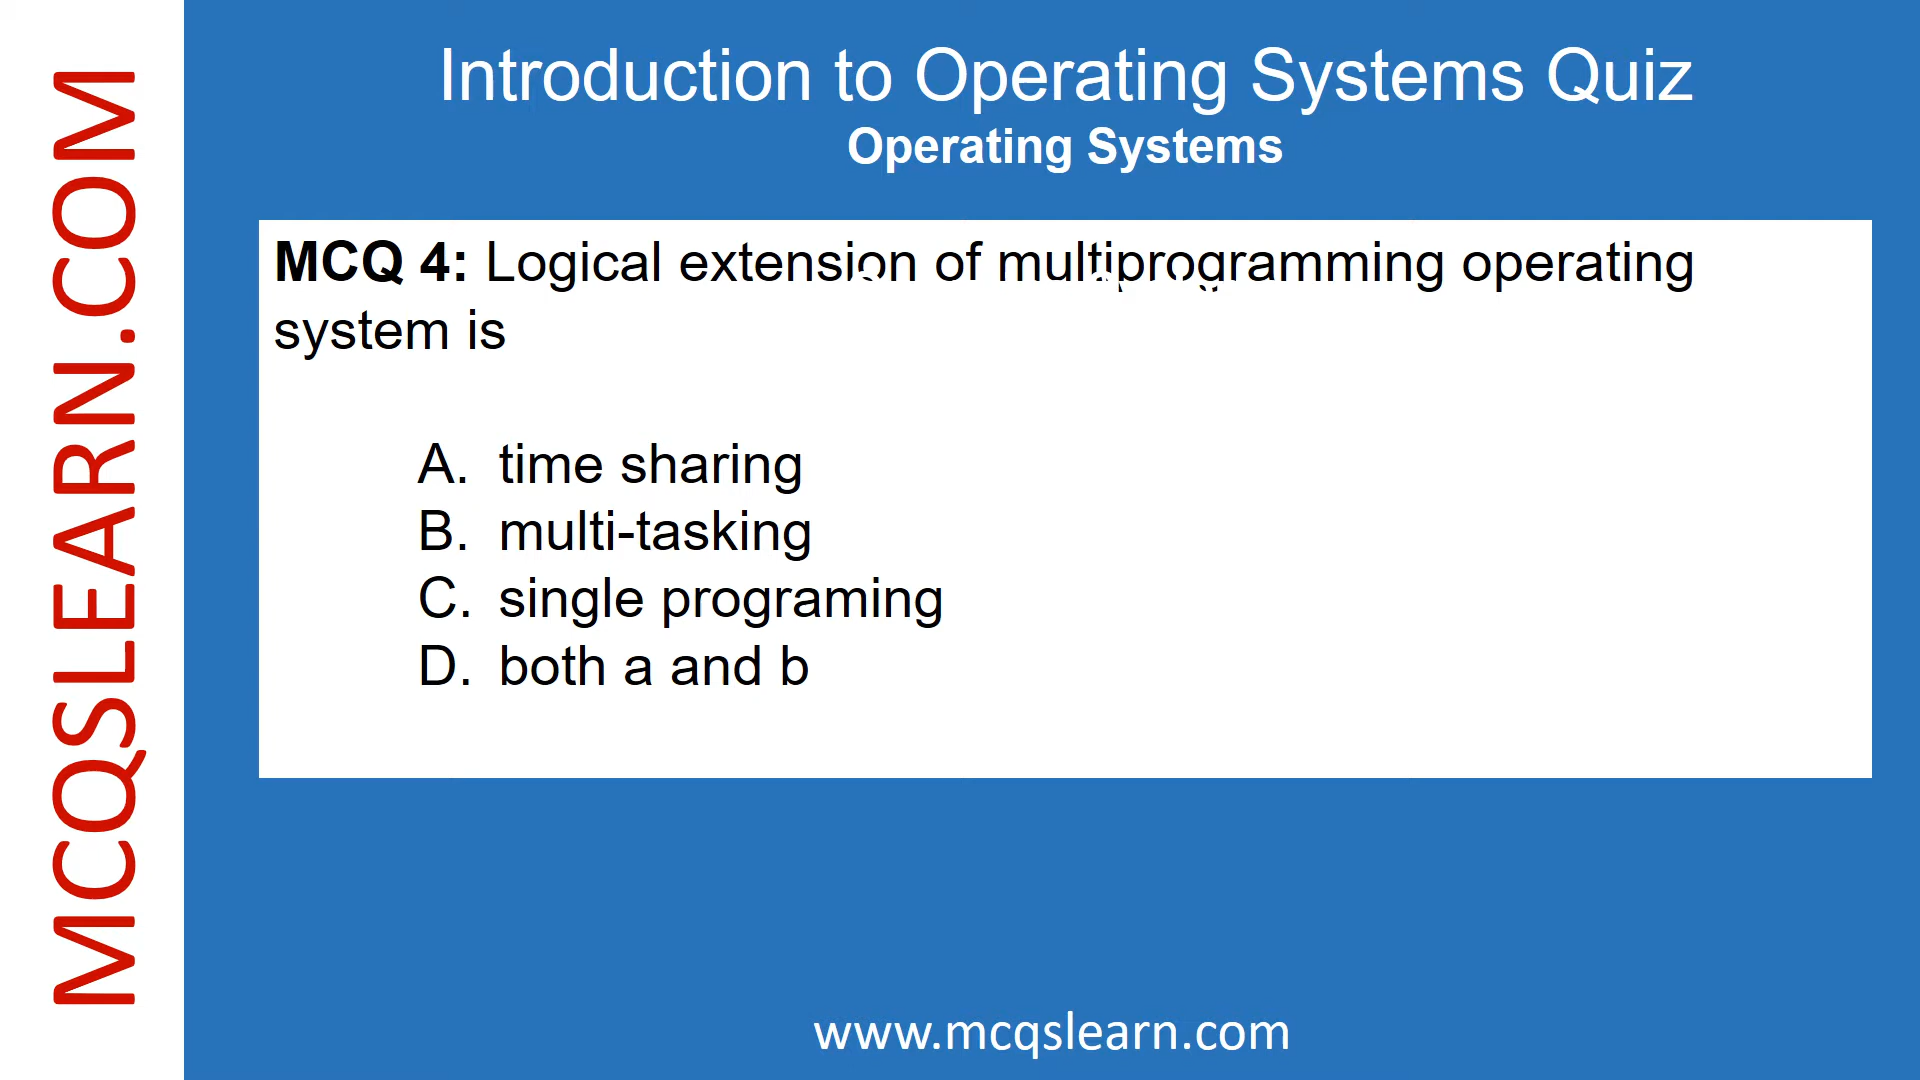 MCQSLEARN.COM
Introduction to Operating Systems Quiz
Operating Systems
MCQ 4: Logical extension of multiprogramming operating
system is
A. time sharing
B. multi-tasking
C. single programing
D. both a and b
www.mcqslearn.com